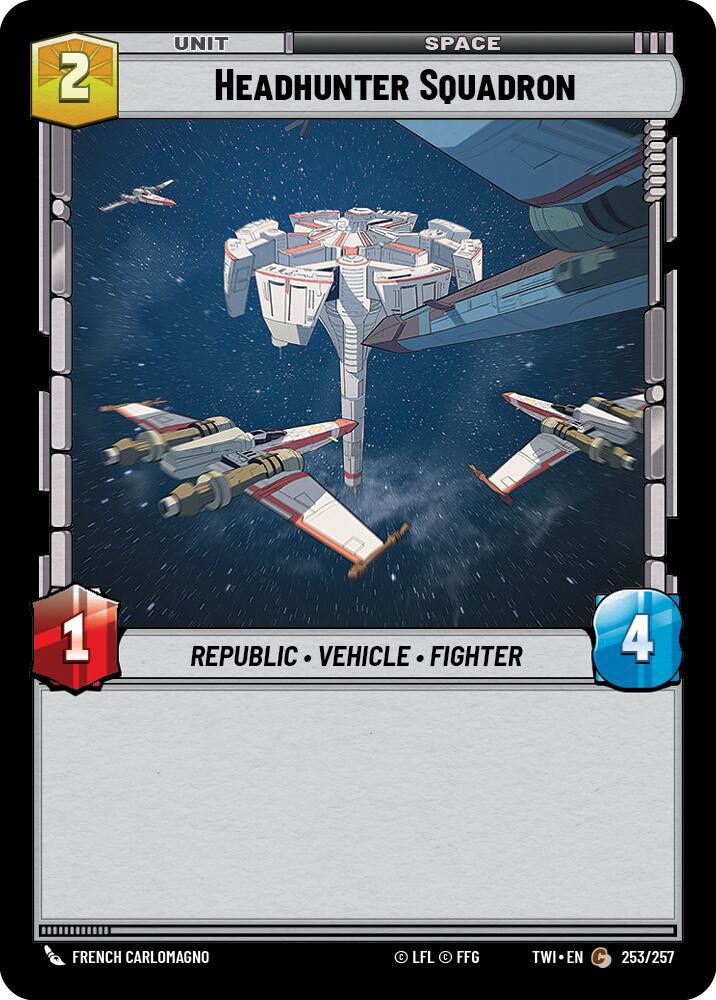 UNIT SPACE
2 HEADHUNTER SQUADRON
1 REPUBLIC • VEHICLE • FIGHTER 4
FRENCH CARLOMAGNO © LFL © FFG TWI • EN C 253/257